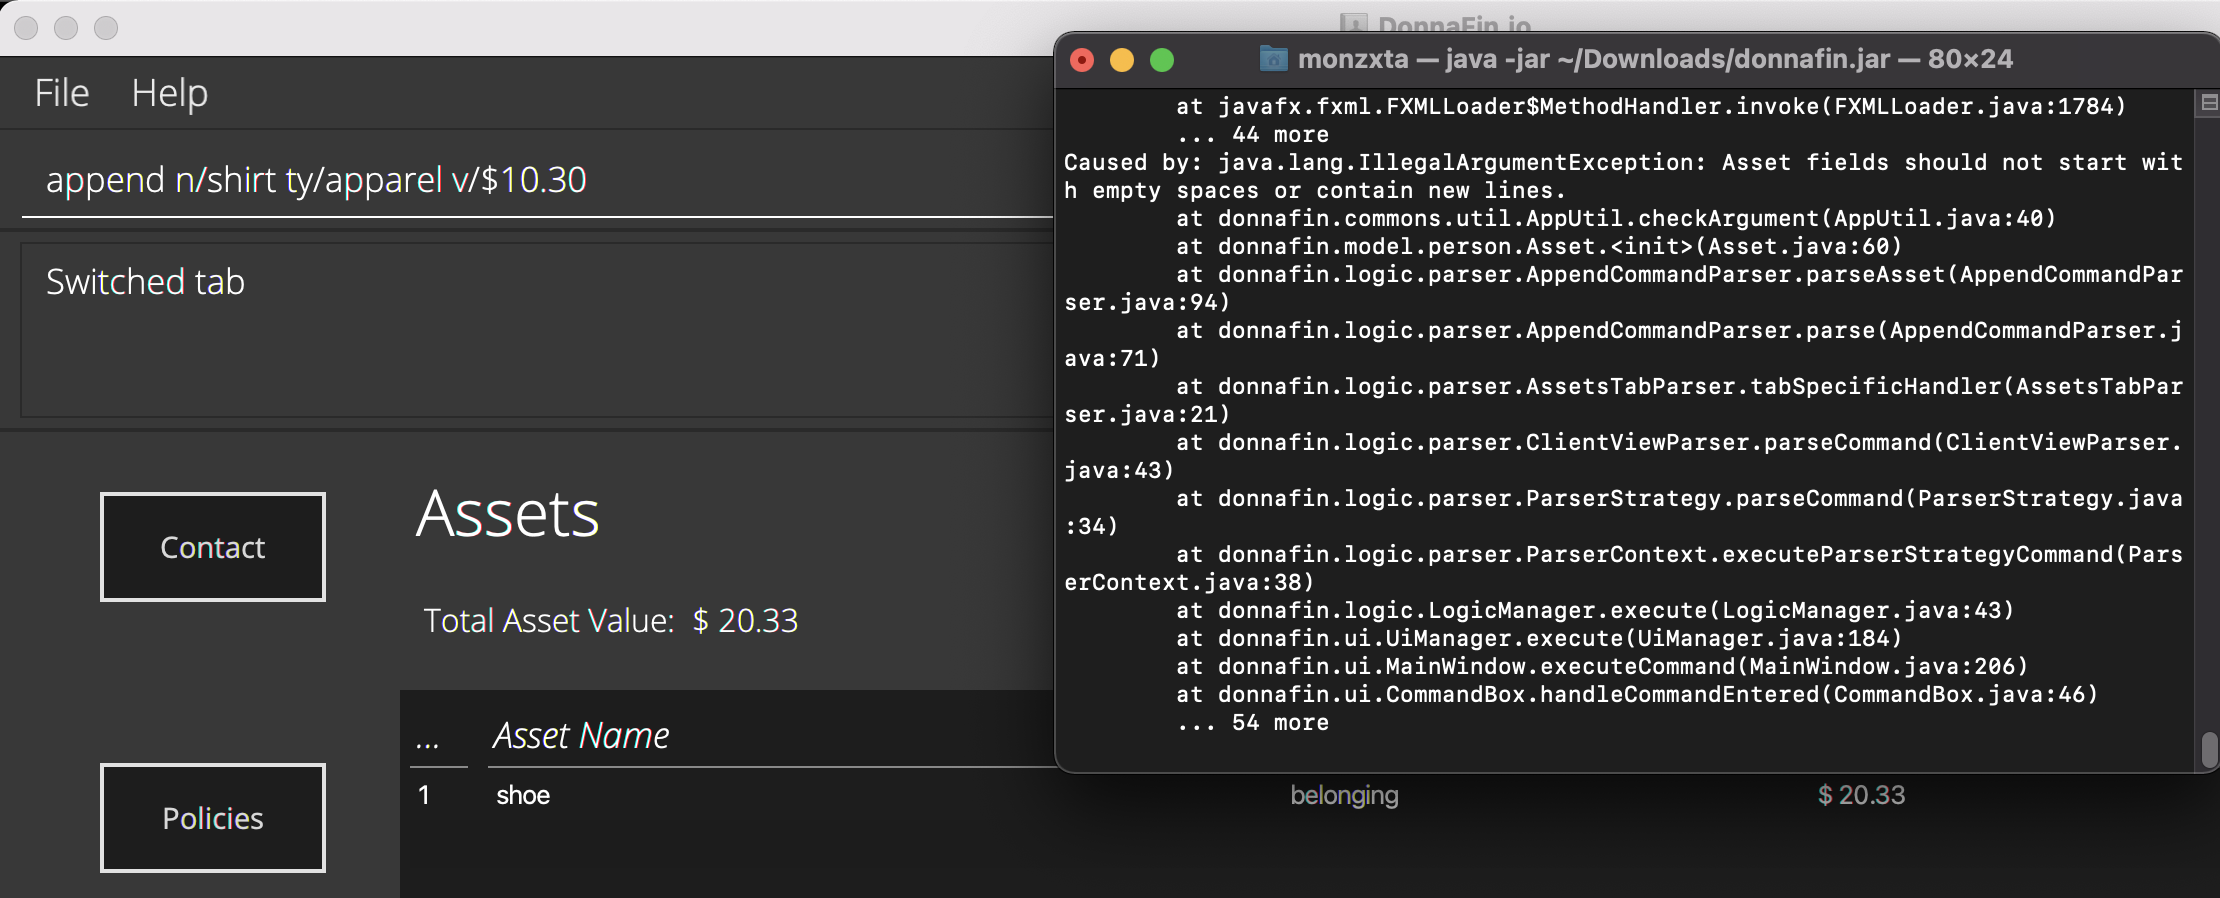 DonnaFin.io
File Help
append n/shirt ty/apparel v/$10.30
Switched tab
Contact
Policies
Assets
Total Asset Value: $ 20.33
... Asset Name
1 shoe belonging $ 20.33
monzxta — java -jar ~/Downloads/donnafin.jar — 80×24
at javafx.fxml.FXMLLoader$MethodHandler.invoke(FXMLLoader.java:1784)
... 44 more
Caused by: java.lang.IllegalArgumentException: Asset fields should not start wit
h empty spaces or contain new lines.
at donnafin.commons.util.AppUtil.checkArgument(AppUtil.java:40)
at donnafin.model.person.Asset.<init>(Asset.java:60)
at donnafin.logic.parser.AppendCommandParser.parseAsset(AppendCommandPar
ser.java:94)
at donnafin.logic.parser.AppendCommandParser.parse(AppendCommandParser.j
ava:71)
at donnafin.logic.parser.AssetsTabParser.tabSpecificHandler(AssetsTabPar
ser.java:21)
at donnafin.logic.parser.ClientViewParser.parseCommand(ClientViewParser.
java:43)
at donnafin.logic.parser.ParserStrategy.parseCommand(ParserStrategy.java
:34)
at donnafin.logic.parser.ParserContext.executeParserStrategyCommand(Pars
erContext.java:38)
at donnafin.logic.LogicManager.execute(LogicManager.java:43)
at donnafin.ui.UiManager.execute(UiManager.java:184)
at donnafin.ui.MainWindow.executeCommand(MainWindow.java:206)
at donnafin.ui.CommandBox.handleCommandEntered(CommandBox.java:46)
... 54 more